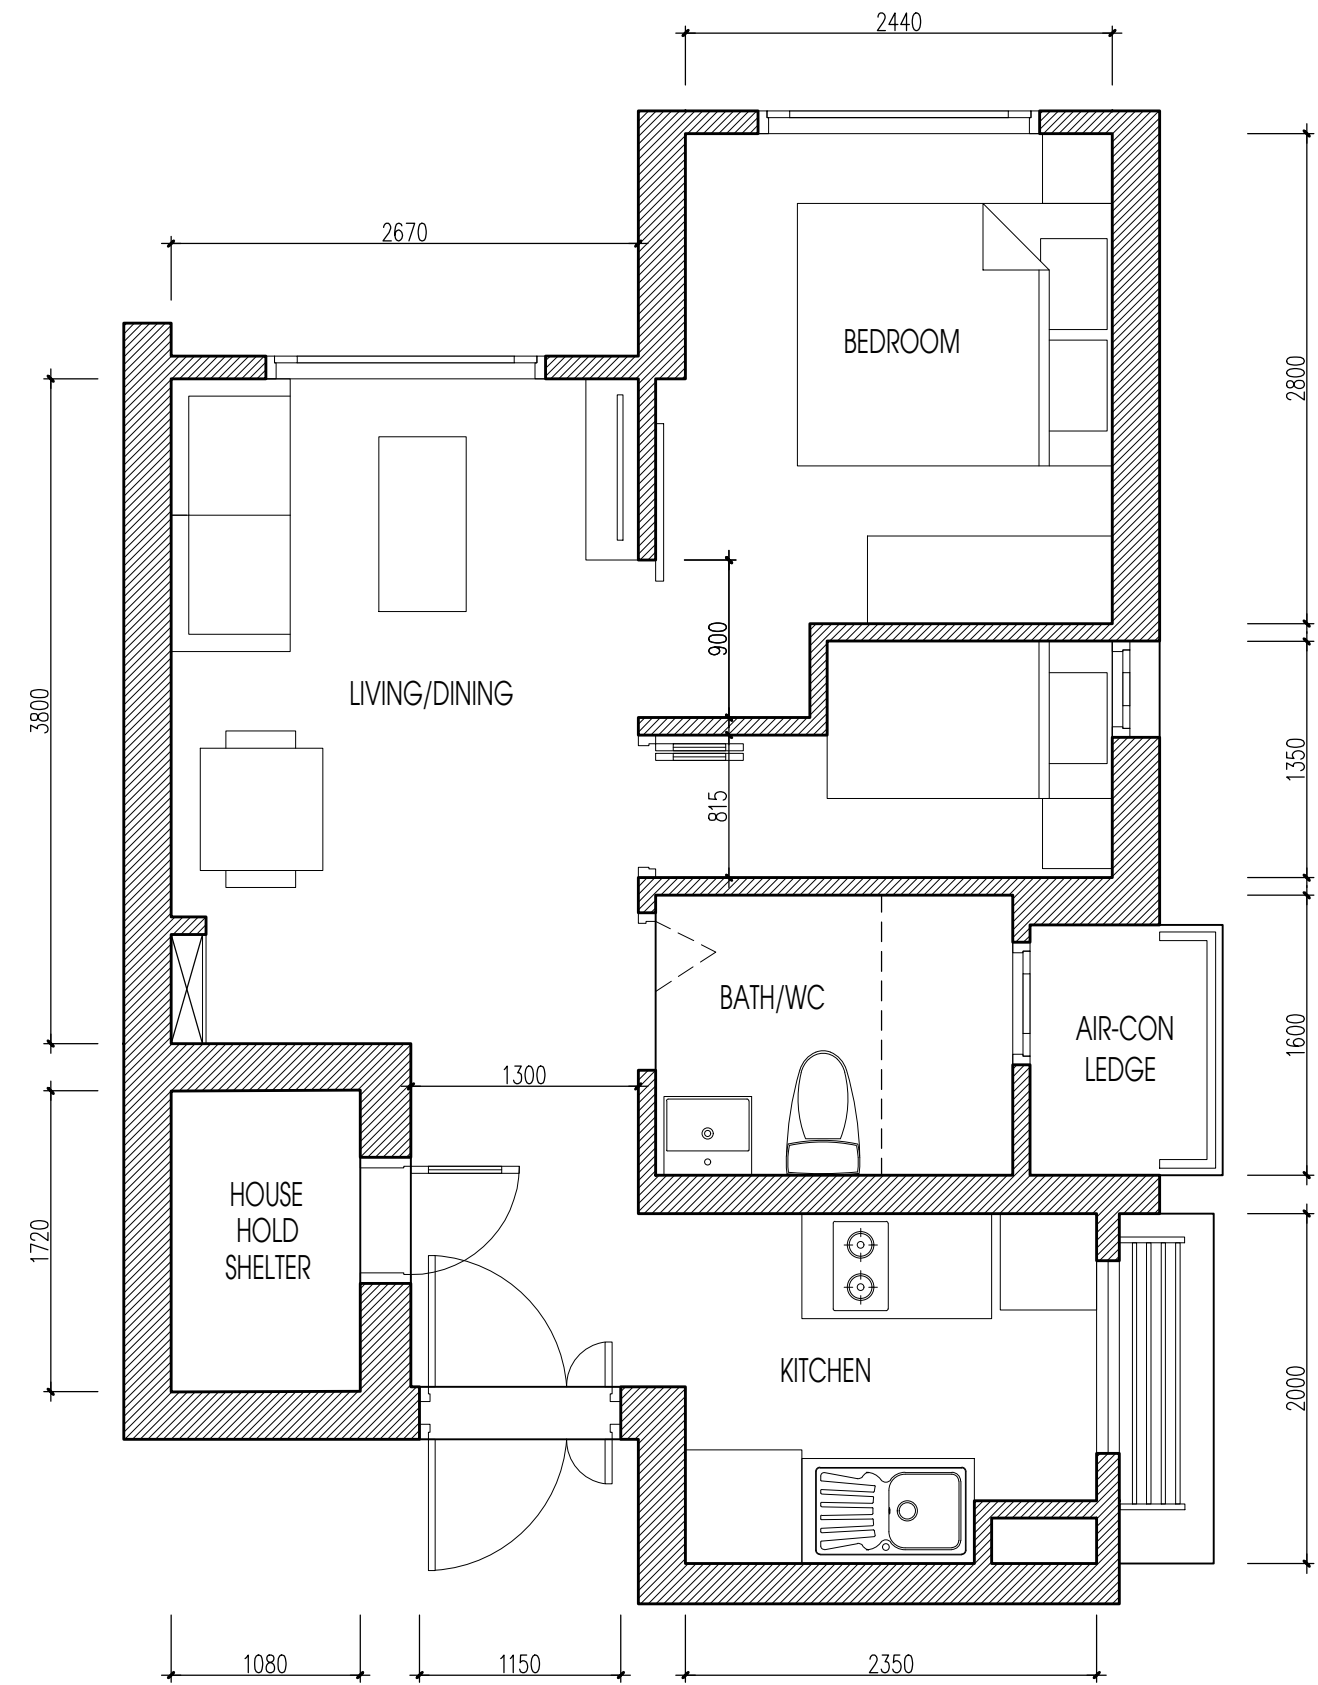 2440
2670
BEDROOM
2800
900
LIVING/DINING
3800
1350
815
BATH/WC
AIR-CON
LEDGE
1600
1300
HOUSE
HOLD
SHELTER
1720
KITCHEN
2000
1080
1150
2350